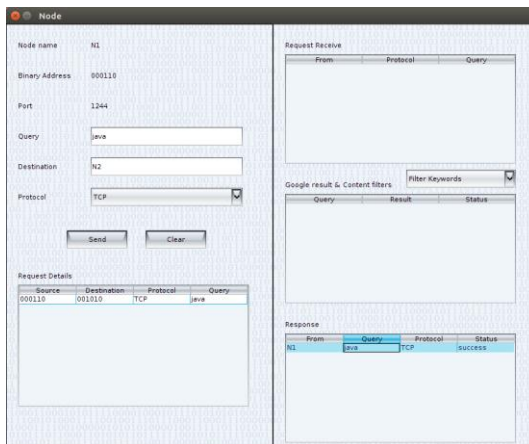 Node
Node name N1
Binary Address 000110
Port 1244
Query java
Destination N2
Protocol TCP
Send Clear
Request Details
Source Destination Protocol Query
000110 001010 TCP java
Request Receive
From Protocol Query
Filter Keywords
Google result & Content filters
Query Result Status
Response
From Query Protocol Status
N1 java TCP success